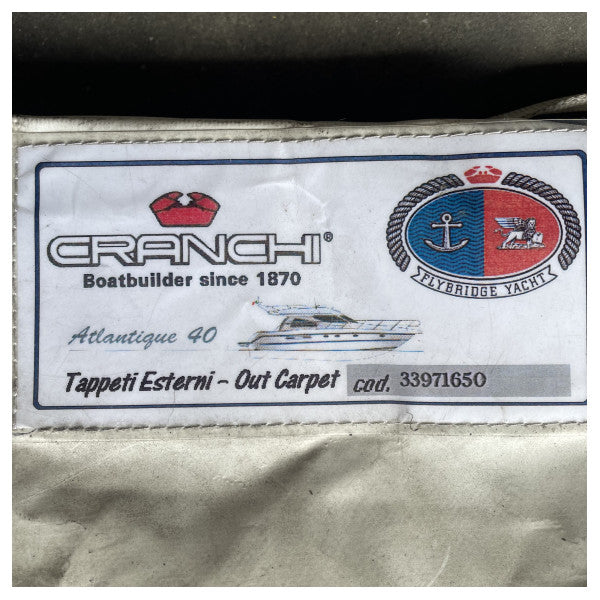 CRANCHI®
Boatbuilder since 1870
FLYBRIDGE YACHT
Atlantique 40
Tappeti Esterni - Out Carpet cod. 33971650